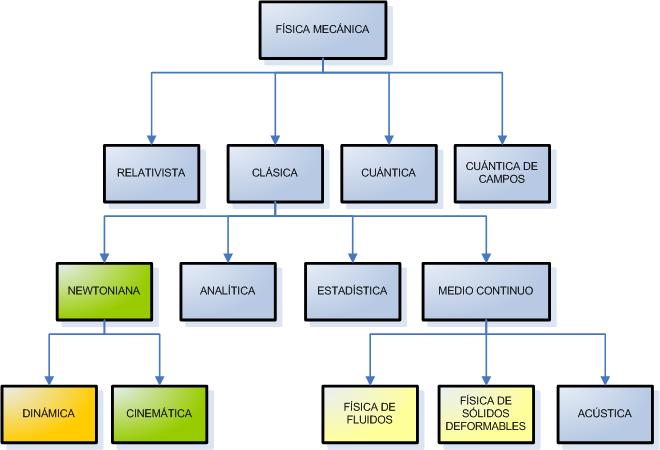 FÍSICA MECÁNICA
RELATIVISTA
CLÁSICA
CUÁNTICA
CUÁNTICA DE
CAMPOS
NEWTONIANA
ANALÍTICA
ESTADÍSTICA
MEDIO CONTINUO
DINÁMICA
CINEMÁTICA
FÍSICA DE
FLUIDOS
FÍSICA DE
SÓLIDOS
DEFORMABLES
ACÚSTICA